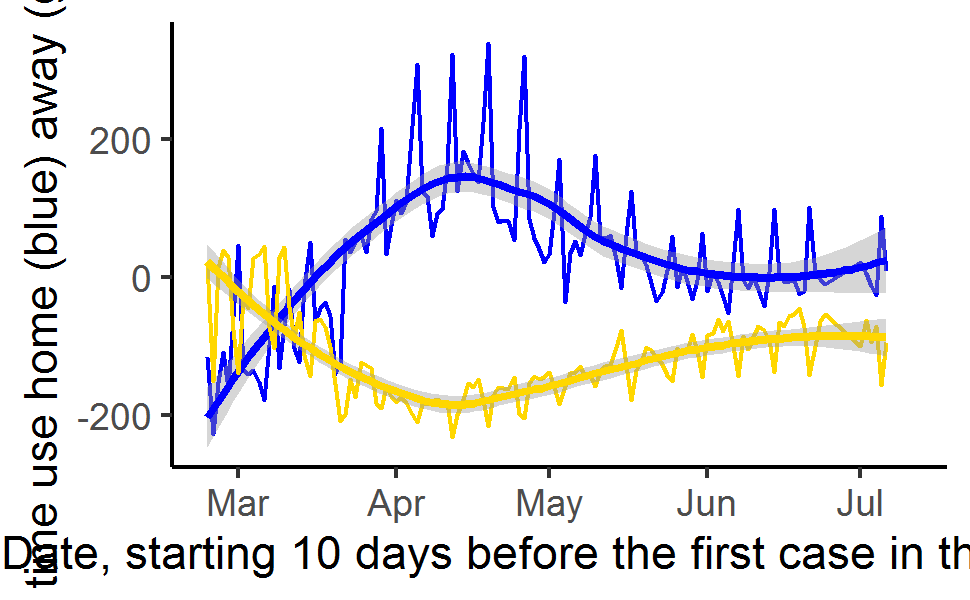 time use home (blue) away (
200
0
-200
Mar Apr May Jun Jul
Date, starting 10 days before the first case in th